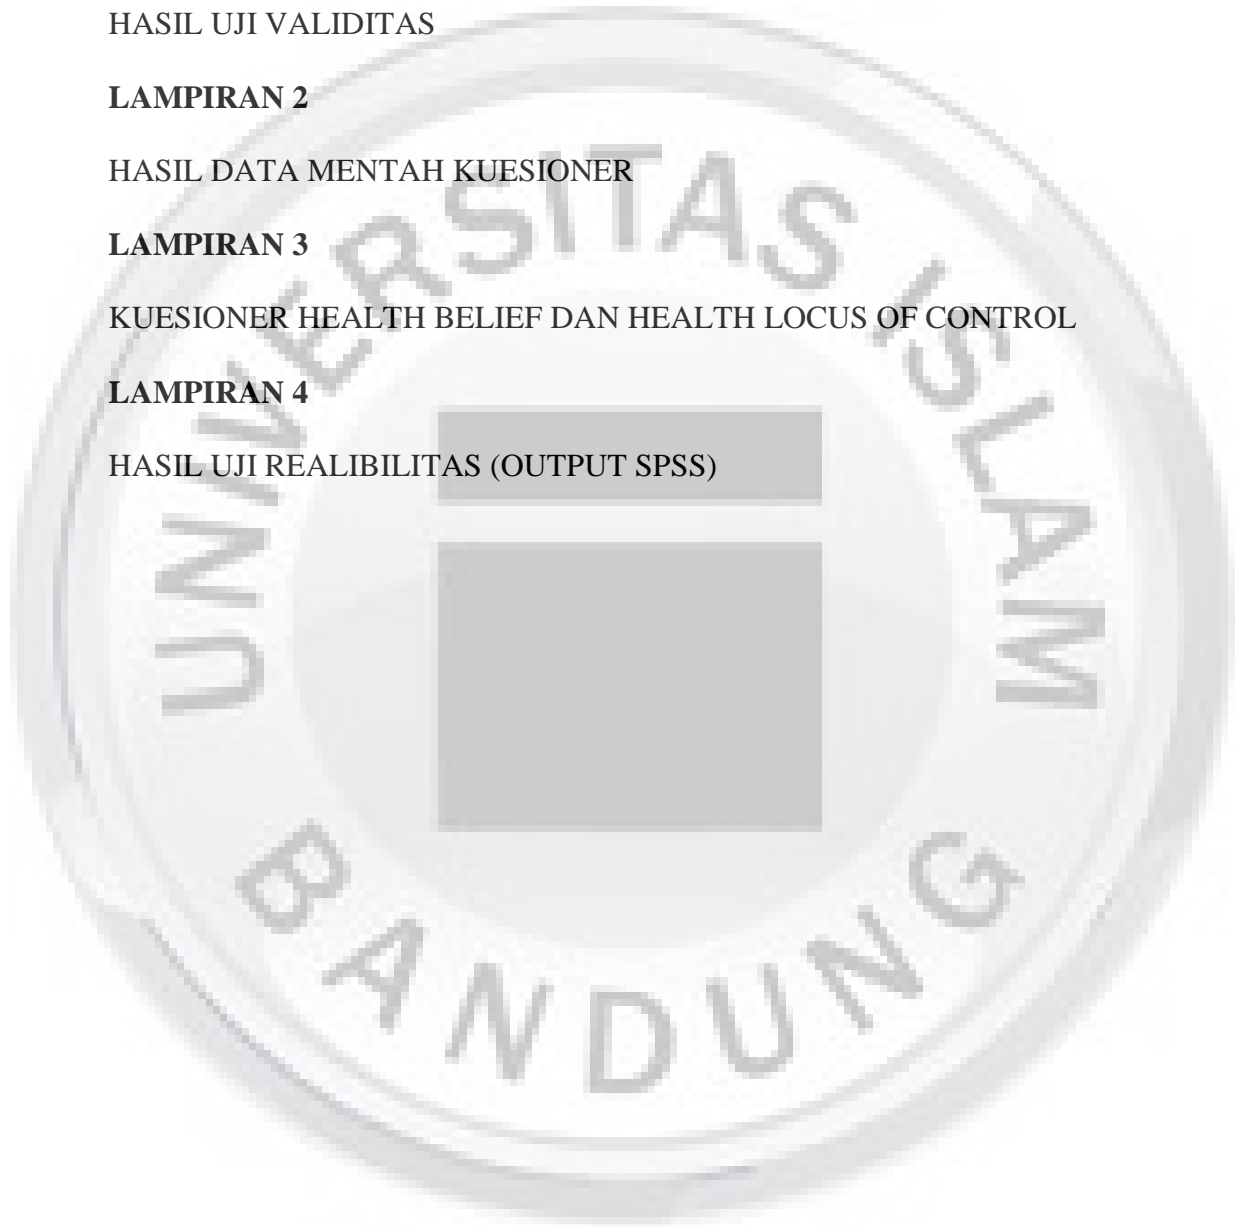 HASIL UJI VALIDITAS
LAMPIRAN 2
HASIL DATA MENTAH KUESIONER
LAMPIRAN 3
KUESIONER HEALTH BELIEF DAN HEALTH LOCUS OF CONTROL
LAMPIRAN 4
HASIL UJI REALIBILITAS (OUTPUT SPSS)
UNIVERSITAS ISLAM
BANDUNG